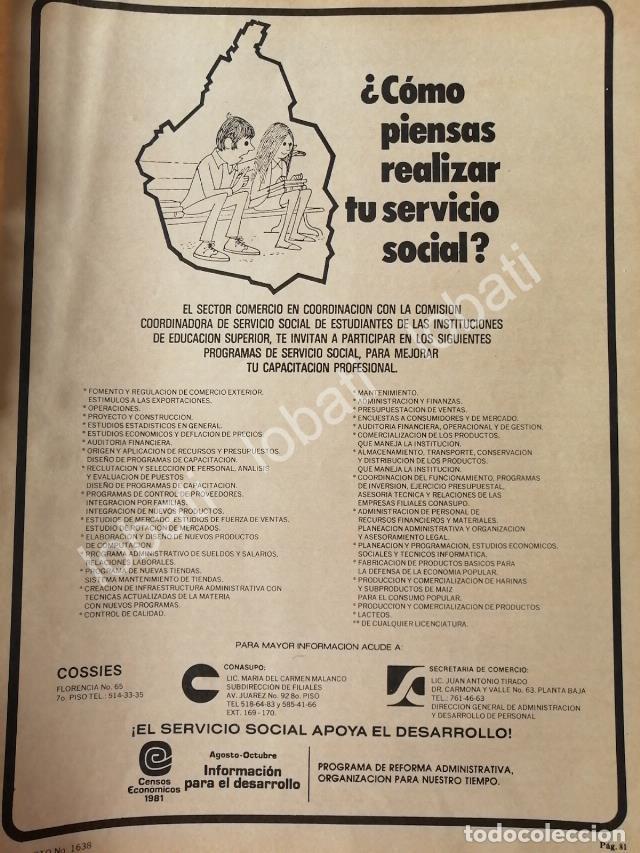 ¿Cómo
piensas
realizar
tu servicio
social?
EL SECTOR COMERCIO EN COORDINACION CON LA COMISION
COORDINADORA DE SERVICIO SOCIAL DE ESTUDIANTES DE LAS INSTITUCIONES
DE EDUCACION SUPERIOR, TE INVITAN A PARTICIPAR EN LOS SIGUIENTES
PROGRAMAS DE SERVICIO SOCIAL, PARA MEJORAR
TU CAPACITACION PROFESIONAL.
* FOMENTO Y REGULACION DE COMERCIO EXTERIOR.
ESTIMULOS A LAS EXPORTACIONES.
* OPERACIONES.
* PROYECTO Y CONSTRUCCION.
* ESTUDIOS ESTADISTICOS EN GENERAL.
* ESTUDIOS ECONOMICOS Y DEFLACION DE PRECIOS
* AUDITORIA FINANCIERA.
* ORIGEN Y APLICACION DE RECURSOS Y PRESUPUESTOS.
DISEÑO DE PROGRAMAS DE CAPACITACION.
* RECLUTACION Y SELECCION DE PERSONAL, ANALISIS
Y EVALUACION DE PUESTOS
DISEÑO DE PROGRAMAS DE CAPACITACION.
* PROGRAMAS DE CONTROL DE PROVEEDORES.
INTEGRACION POR FAMILIAS.
INTEGRACION DE NUEVOS PRODUCTOS.
* ESTUDIOS DE MERCADO, ESTUDIOS DE FUERZA DE VENTAS.
ESTUDIO DE CREACION DE MERCADOS.
* ELABORACION Y DISEÑO DE NUEVOS PRODUCTOS
DE COMPUTACION.
PROGRAMA ADMINISTRATIVO DE SUELDOS Y SALARIOS,
RELACIONES LABORALES.
* PROGRAMA DE NUEVAS TIENDAS.
SISTEMA MANTENIMIENTO DE TIENDAS.
* CREACION DE INFRAESTRUCTURA ADMINISTRATIVA CON
TECNICAS ACTUALIZADAS DE LA MATERIA
CON NUEVOS PROGRAMAS.
* CONTROL DE CALIDAD.
* MANTENIMIENTO.
* ADMINISTRACION Y FINANZAS.
* PRESUPUESTACION DE VENTAS.
* ENCUESTAS A CONSUMIDORES Y DE MERCADO.
* AUDITORIA FINANCIERA, OPERACIONAL Y DE GESTION.
* COMERCIALIZACION DE LOS PRODUCTOS.
QUE MANEJA LA INSTITUCION.
* ALMACENAMIENTO, TRANSPORTE, CONSERVACION
Y DISTRIBUCION DE LOS PRODUCTOS.
QUE MANEJA LA INSTITUCION.
* COORDINACION DEL FUNCIONAMIENTO, PROGRAMAS
DE INVERSION, EJERCICIO PRESUPUESTAL,
ASESORIA TECNICA Y RELACIONES DE LAS
EMPRESAS FILIALES CONASUPO.
* ADMINISTRACION DE PERSONAL DE
RECURSOS FINANCIEROS Y MATERIALES.
PLANEACION ADMINISTRATIVA Y ORGANIZACION
Y ASESORAMIENTO LEGAL.
* PLANEACION Y PROGRAMACION, ESTUDIOS ECONOMICOS.
SOCIALES Y TECNICOS INFORMATICA.
* FABRICACION DE PRODUCTOS BASICOS PARA
LA DEFENSA DE LA ECONOMIA POPULAR.
* PRODUCCION Y COMERCIALIZACION DE HARINAS
Y SUBPRODUCTOS DE MAIZ
PARA EL CONSUMO POPULAR.
* PRODUCCION Y COMERCIALIZACION DE PRODUCTOS
* LACTEOS.
** DE CUALQUIER LICENCIATURA.
PARA MAYOR INFORMACION ACUDE A:
COSSIES
FLORENCIA No. 65
7o. PISO TEL.: 514-33-35
CONASUPO:
LIC. MARIA DEL CARMEN MALANCO
SUBDIRECCION DE FILIALES
AV. JUAREZ No. 92 8o. PISO
TEL 518-64-83 y 585-41-66
EXT. 169-170.
SECRETARIA DE COMERCIO:
LIC. JUAN ANTONIO TIRADO
DR. CARMONA Y VALLE No. 63. PLANTA BAJA
TEL.: 761-46-63
DIRECCION GENERAL DE ADMINISTRACION
Y DESARROLLO DE PERSONAL
¡EL SERVICIO SOCIAL APOYA EL DESARROLLO!
Censos
Económicos
1981
Agosto-Octubre
Información
para el desarrollo
PROGRAMA DE REFORMA ADMINISTRATIVA,
ORGANIZACION PARA NUESTRO TIEMPO.
No. 1638
Pág. 81
todocoleccion